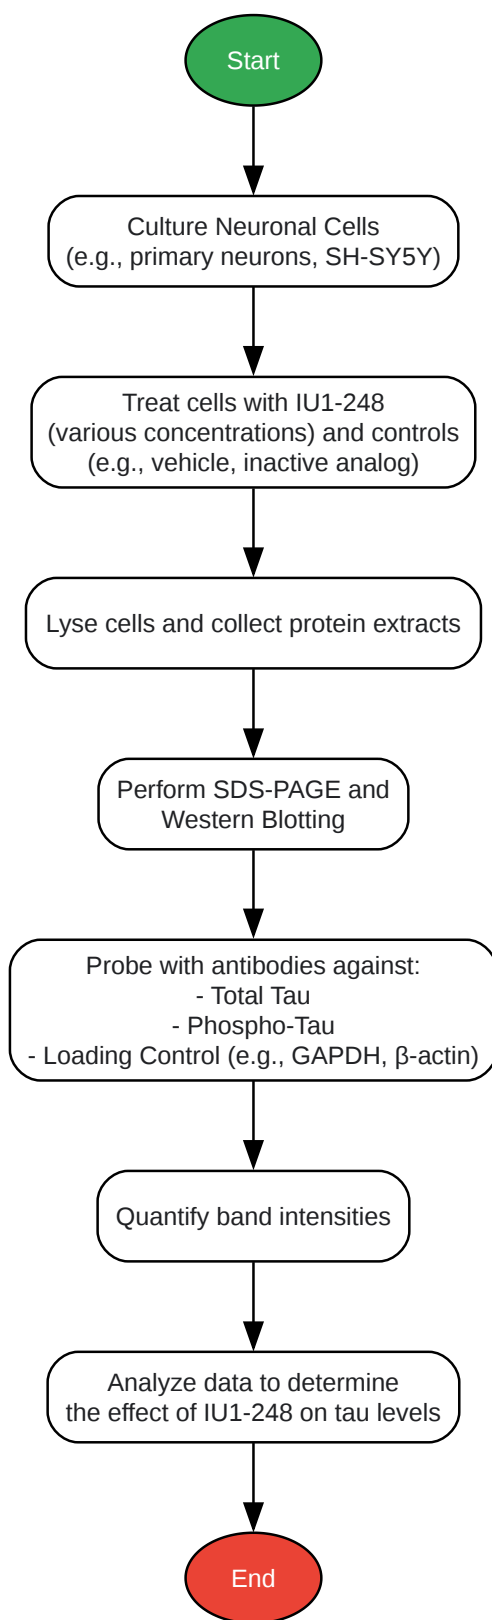 Start
Culture Neuronal Cells
(e.g., primary neurons, SH-SY5Y)
Treat cells with IU1-248
(various concentrations) and controls
(e.g., vehicle, inactive analog)
Lyse cells and collect protein extracts
Perform SDS-PAGE and
Western Blotting
Probe with antibodies against:
- Total Tau
- Phospho-Tau
- Loading Control (e.g., GAPDH, β-actin)
Quantify band intensities
Analyze data to determine
the effect of IU1-248 on tau levels
End